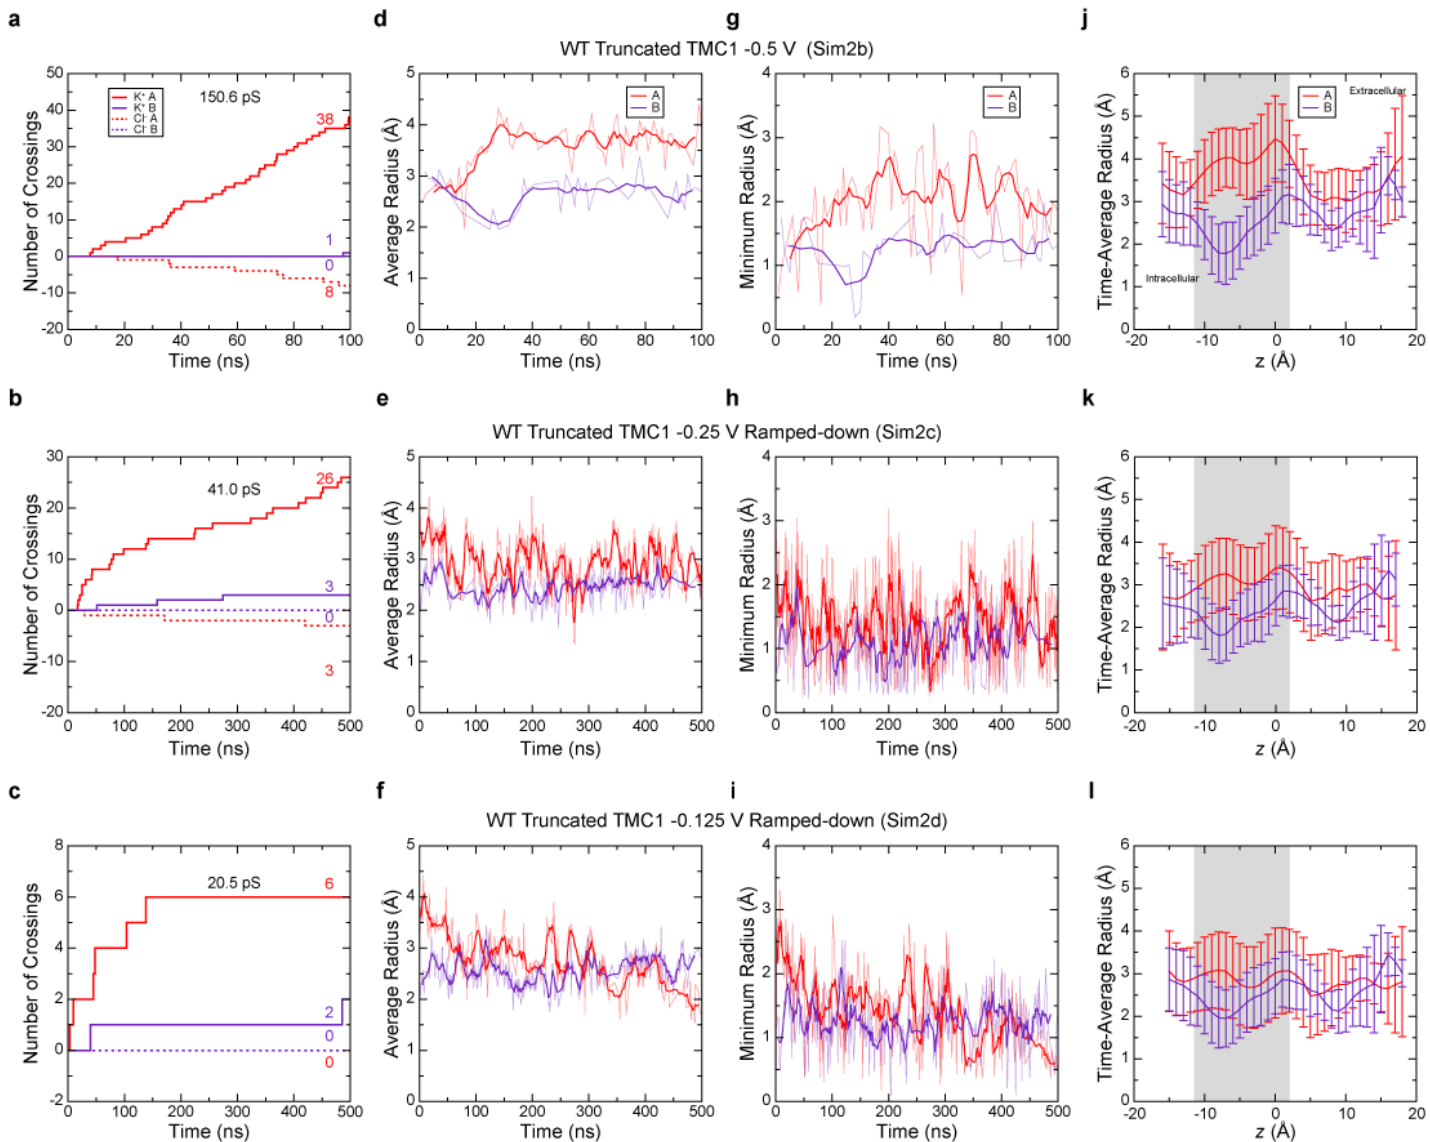 a
d
g
j
WT Truncated TMC1 -0.5 V (Sim2b)
Number of Crossings
50
40
30
20
10
0
-10
-20
K⁺ A
K⁺ B
Cl⁻ A
Cl⁻ B
150.6 pS
38
1
0
8
0 20 40 60 80 100
Time (ns)
Average Radius (Å)
5
4
3
2
1
0
A
B
0 20 40 60 80 100
Time (ns)
Minimum Radius (Å)
4
3
2
1
0
A
B
0 20 40 60 80 100
Time (ns)
Time-Average Radius (Å)
6
5
4
3
2
1
0
A
B
Extracellular
Intracellular
-20 -10 0 10 20
z (Å)
b
e
h
k
WT Truncated TMC1 -0.25 V Ramped-down (Sim2c)
Number of Crossings
30
20
10
0
-10
-20
41.0 pS
26
3
0
3
0 100 200 300 400 500
Time (ns)
Average Radius (Å)
5
4
3
2
1
0
0 100 200 300 400 500
Time (ns)
Minimum Radius (Å)
4
3
2
1
0
0 100 200 300 400 500
Time (ns)
Time-Average Radius (Å)
6
5
4
3
2
1
0
-20 -10 0 10 20
z (Å)
c
f
i
l
WT Truncated TMC1 -0.125 V Ramped-down (Sim2d)
Number of Crossings
8
6
4
2
0
-2
20.5 pS
6
2
0
0
0 100 200 300 400 500
Time (ns)
Average Radius (Å)
5
4
3
2
1
0
0 100 200 300 400 500
Time (ns)
Minimum Radius (Å)
4
3
2
1
0
0 100 200 300 400 500
Time (ns)
Time-Average Radius (Å)
6
5
4
3
2
1
0
-20 -10 0 10 20
z (Å)